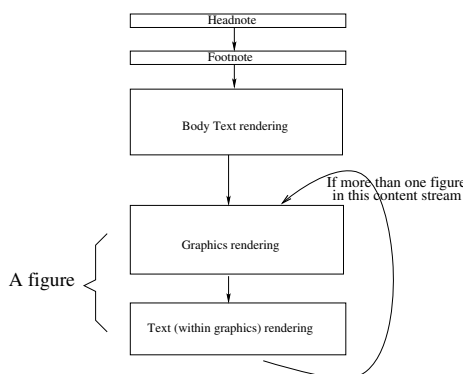 Headnote
Footnote
Body Text rendering
If more than one figure
in this content stream
Graphics rendering
A figure
Text (within graphics) rendering